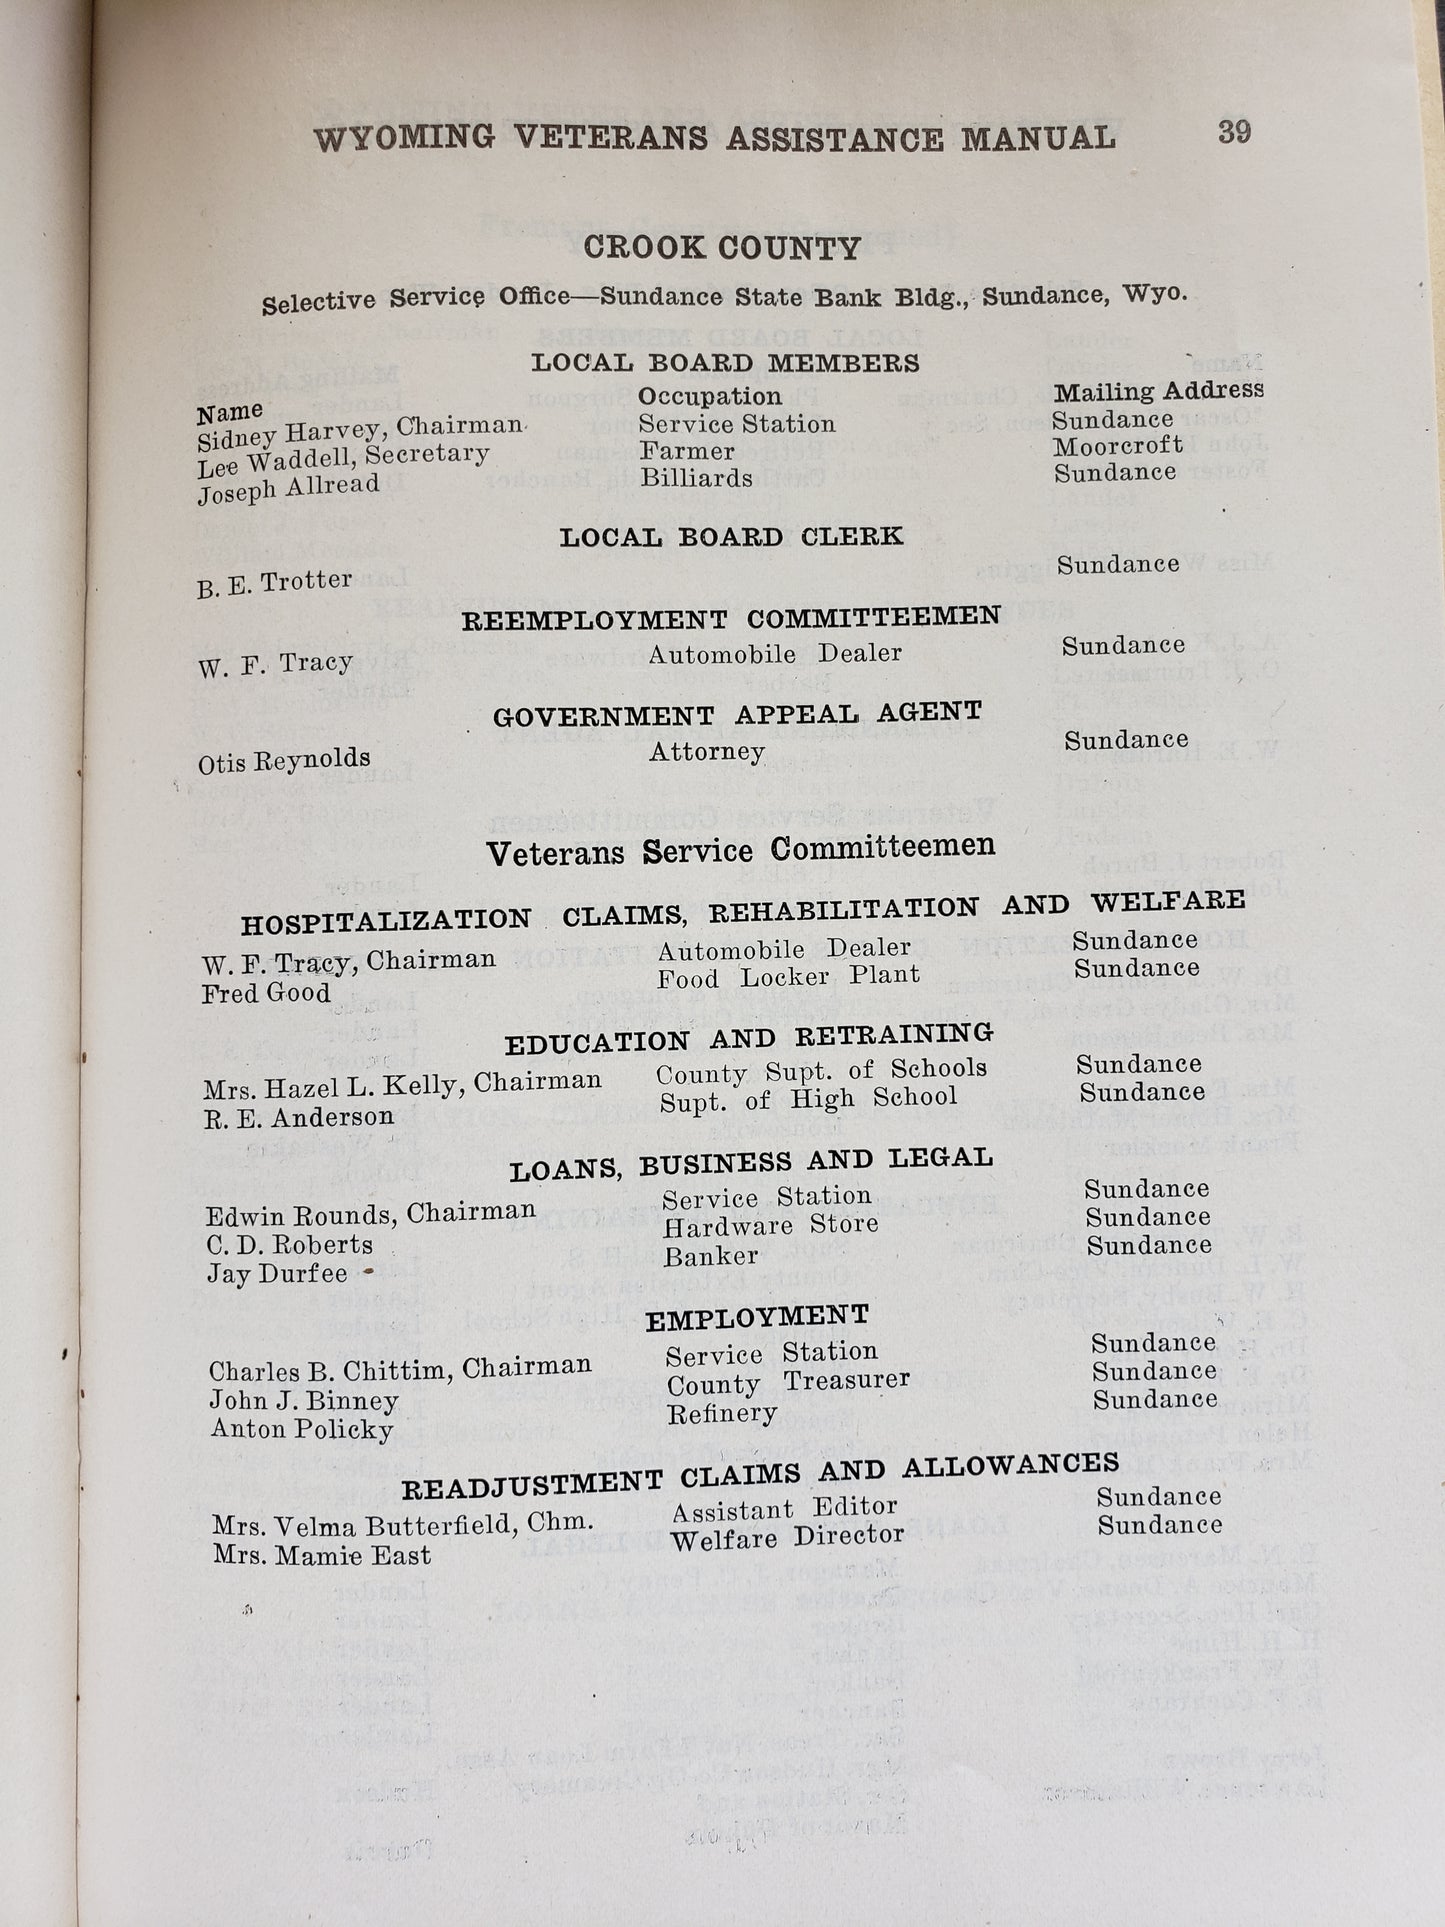 WYOMING VETERANS ASSISTANCE MANUAL 39
CROOK COUNTY
Selective Service Office—Sundance State Bank Bldg., Sundance, Wyo.
LOCAL BOARD MEMBERS
Name Occupation Mailing Address
Sidney Harvey, Chairman Service Station Sundance
Lee Waddell, Secretary Farmer Moorcroft
Joseph Allread Billiards Sundance
LOCAL BOARD CLERK
B. E. Trotter Sundance
REEMPLOYMENT COMMITTEEMEN
W. F. Tracy Automobile Dealer Sundance
GOVERNMENT APPEAL AGENT
Otis Reynolds Attorney Sundance
Veterans Service Committeemen
HOSPITALIZATION CLAIMS, REHABILITATION AND WELFARE
W. F. Tracy, Chairman Automobile Dealer Sundance
Fred Good Food Locker Plant Sundance
EDUCATION AND RETRAINING
Mrs. Hazel L. Kelly, Chairman County Supt. of Schools Sundance
R. E. Anderson Supt. of High School Sundance
LOANS, BUSINESS AND LEGAL
Edwin Rounds, Chairman Service Station Sundance
C. D. Roberts Hardware Store Sundance
Jay Durfee Banker Sundance
EMPLOYMENT
Charles B. Chittim, Chairman Service Station Sundance
John J. Binney County Treasurer Sundance
Anton Policky Refinery Sundance
READJUSTMENT CLAIMS AND ALLOWANCES
Mrs. Velma Butterfield, Chm. Assistant Editor Sundance
Mrs. Mamie East Welfare Director Sundance